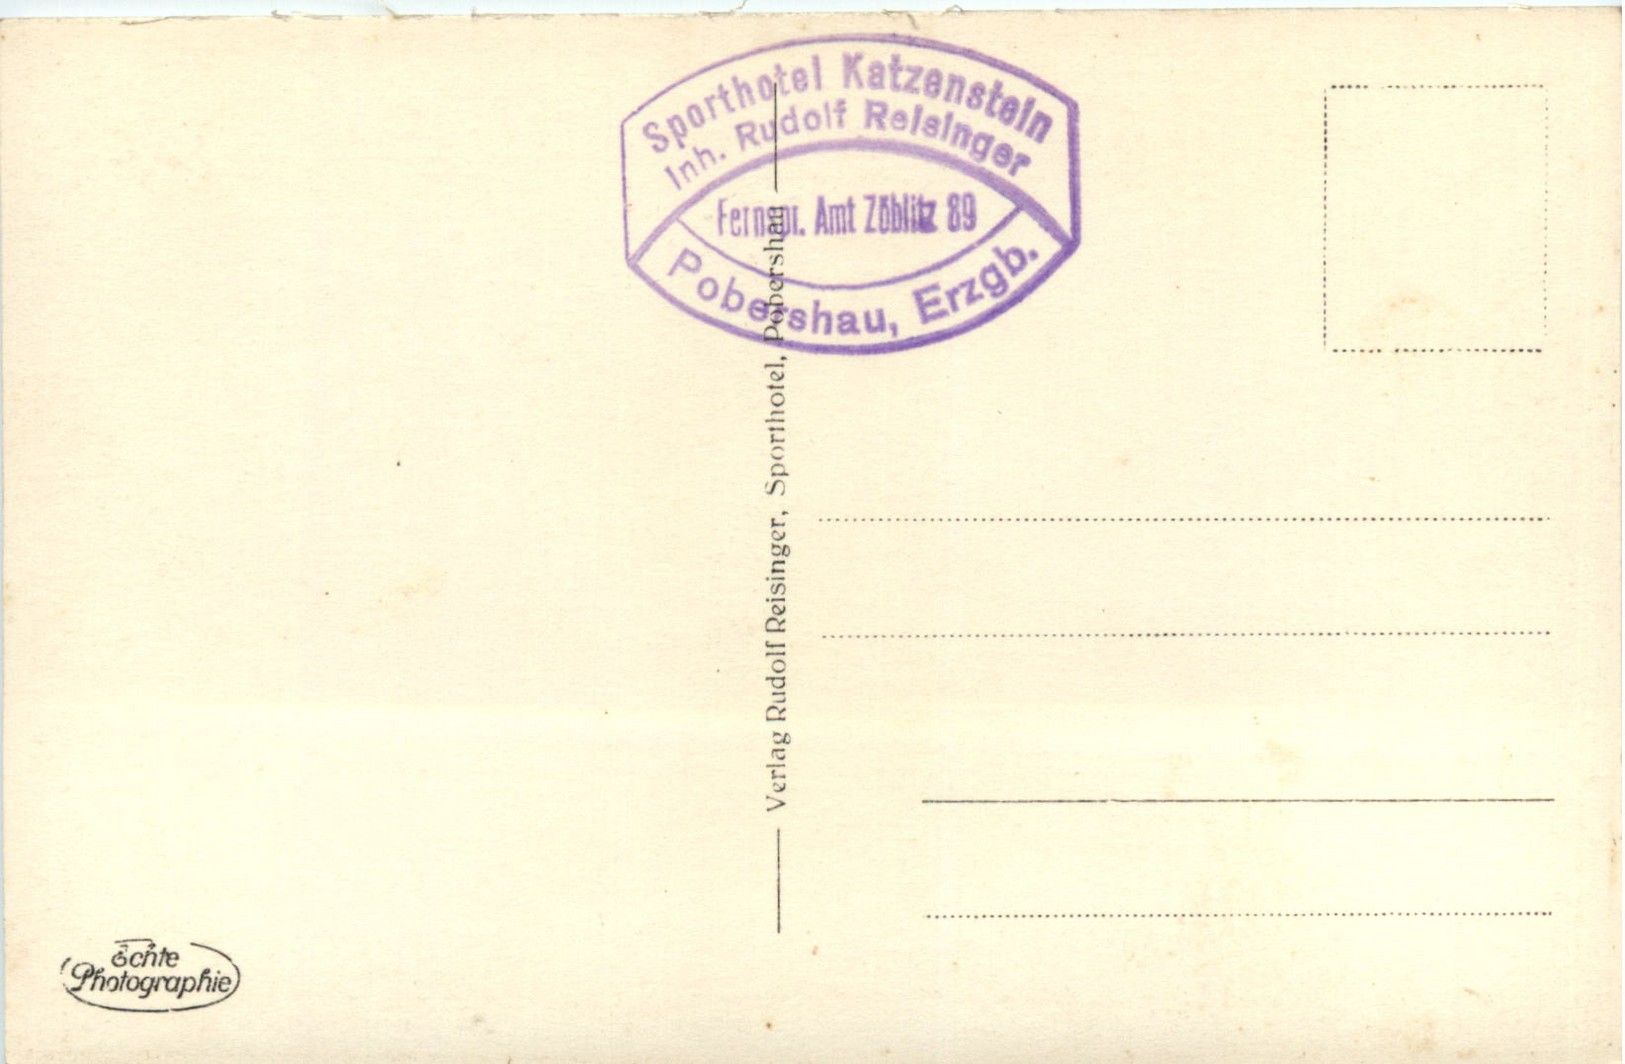 Sporthotel Katzenstein
Inh. Rudolf Reisinger
Fernspr. Amt Zöblitz 89
Pobershau, Erzgb.
Verlag Rudolf Reisinger, Sporthotel, Pobershau
Echte
Photographie